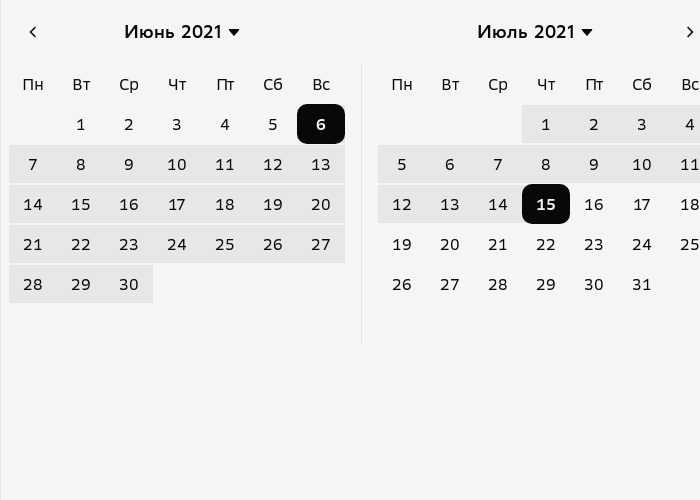 Июнь 2021
Пн Вт Ср Чт Пт Сб Вс
1 2 3 4 5 6
7 8 9 10 11 12 13
14 15 16 17 18 19 20
21 22 23 24 25 26 27
28 29 30
Июль 2021
Пн Вт Ср Чт Пт Сб Вс
1 2 3 4
5 6 7 8 9 10 11
12 13 14 15 16 17 18
19 20 21 22 23 24 25
26 27 28 29 30 31